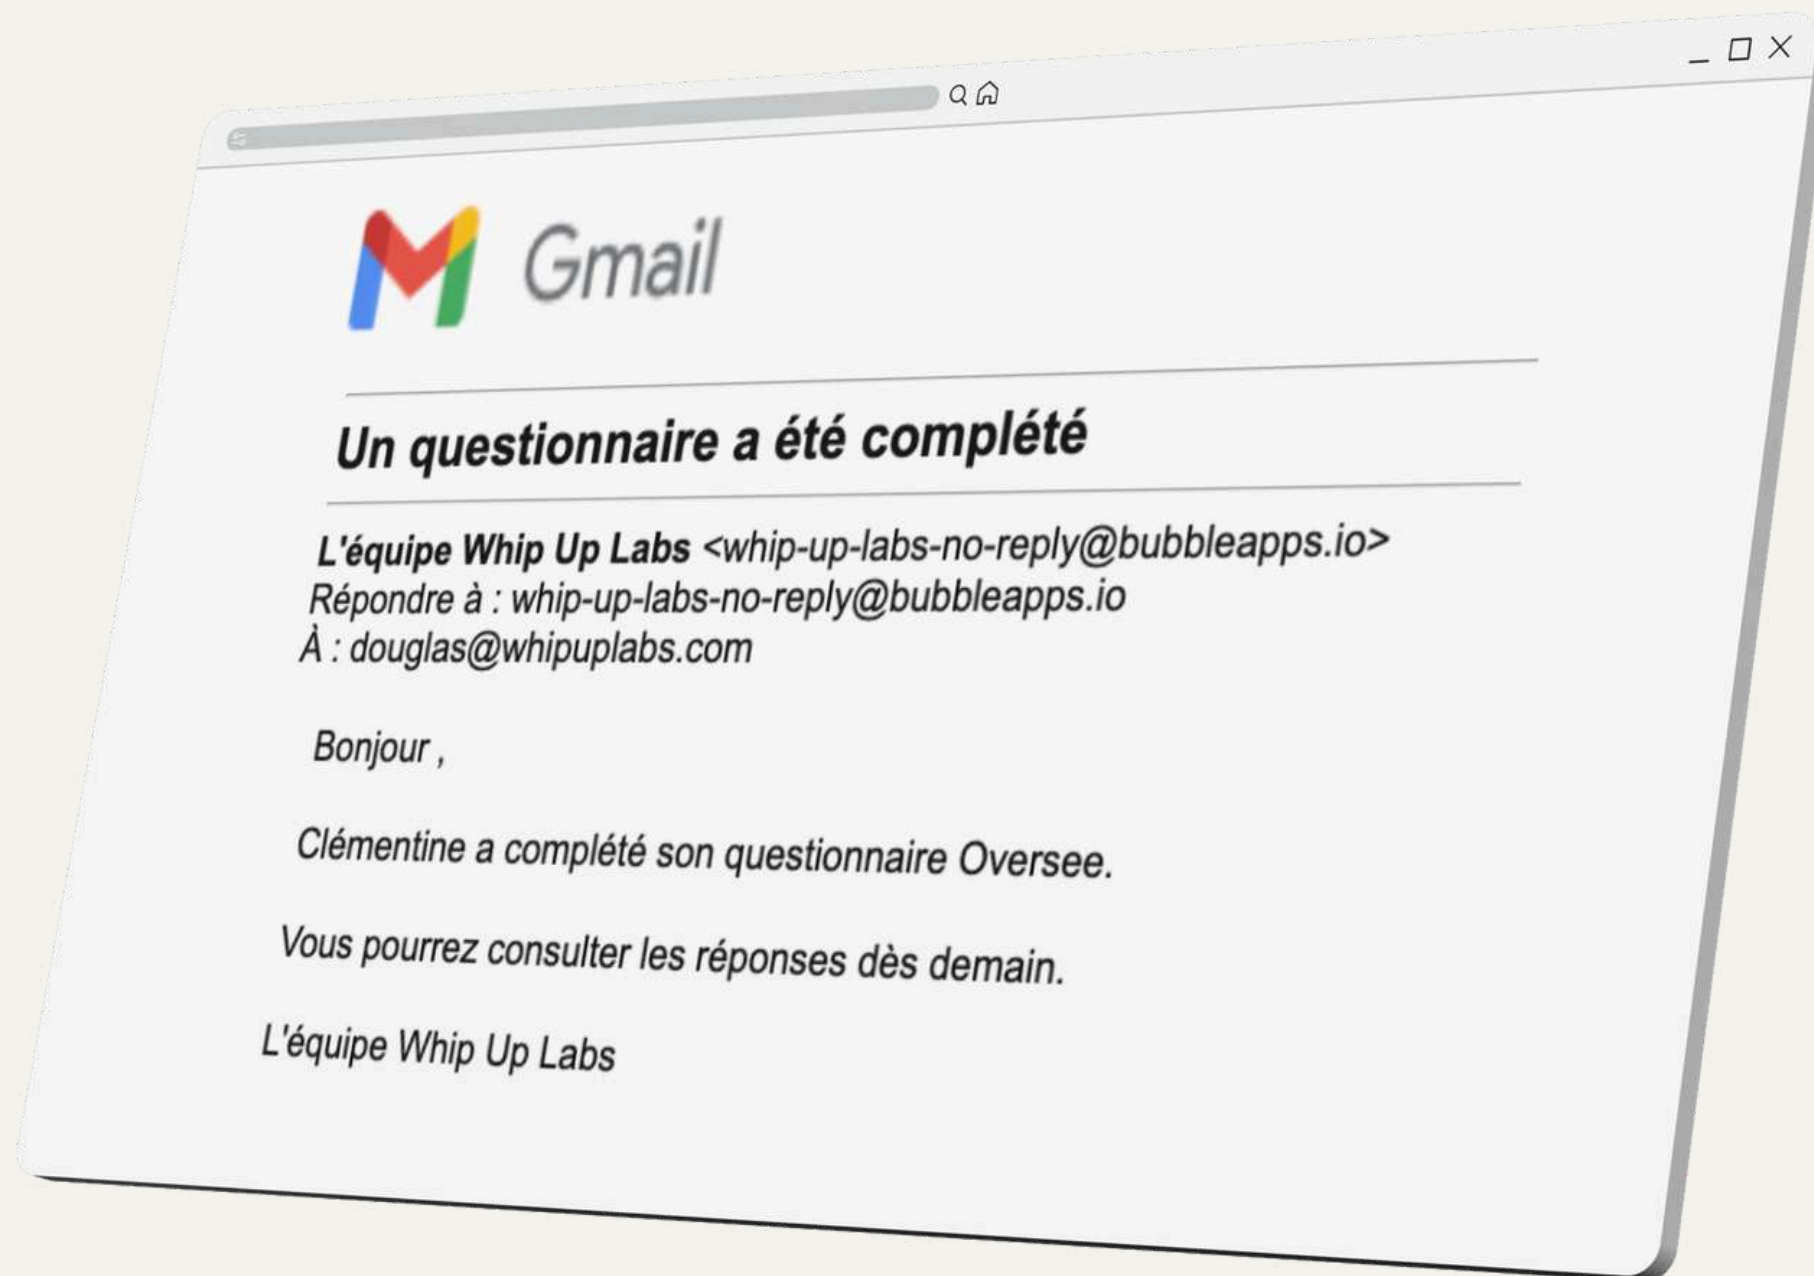 Gmail
Un questionnaire a été complété
L'équipe Whip Up Labs <whip-up-labs-no-reply@bubbleapps.io>
Répondre à : whip-up-labs-no-reply@bubbleapps.io
À : douglas@whipuplabs.com
Bonjour ,
Clémentine a complété son questionnaire Oversee.
Vous pourrez consulter les réponses dès demain.
L'équipe Whip Up Labs